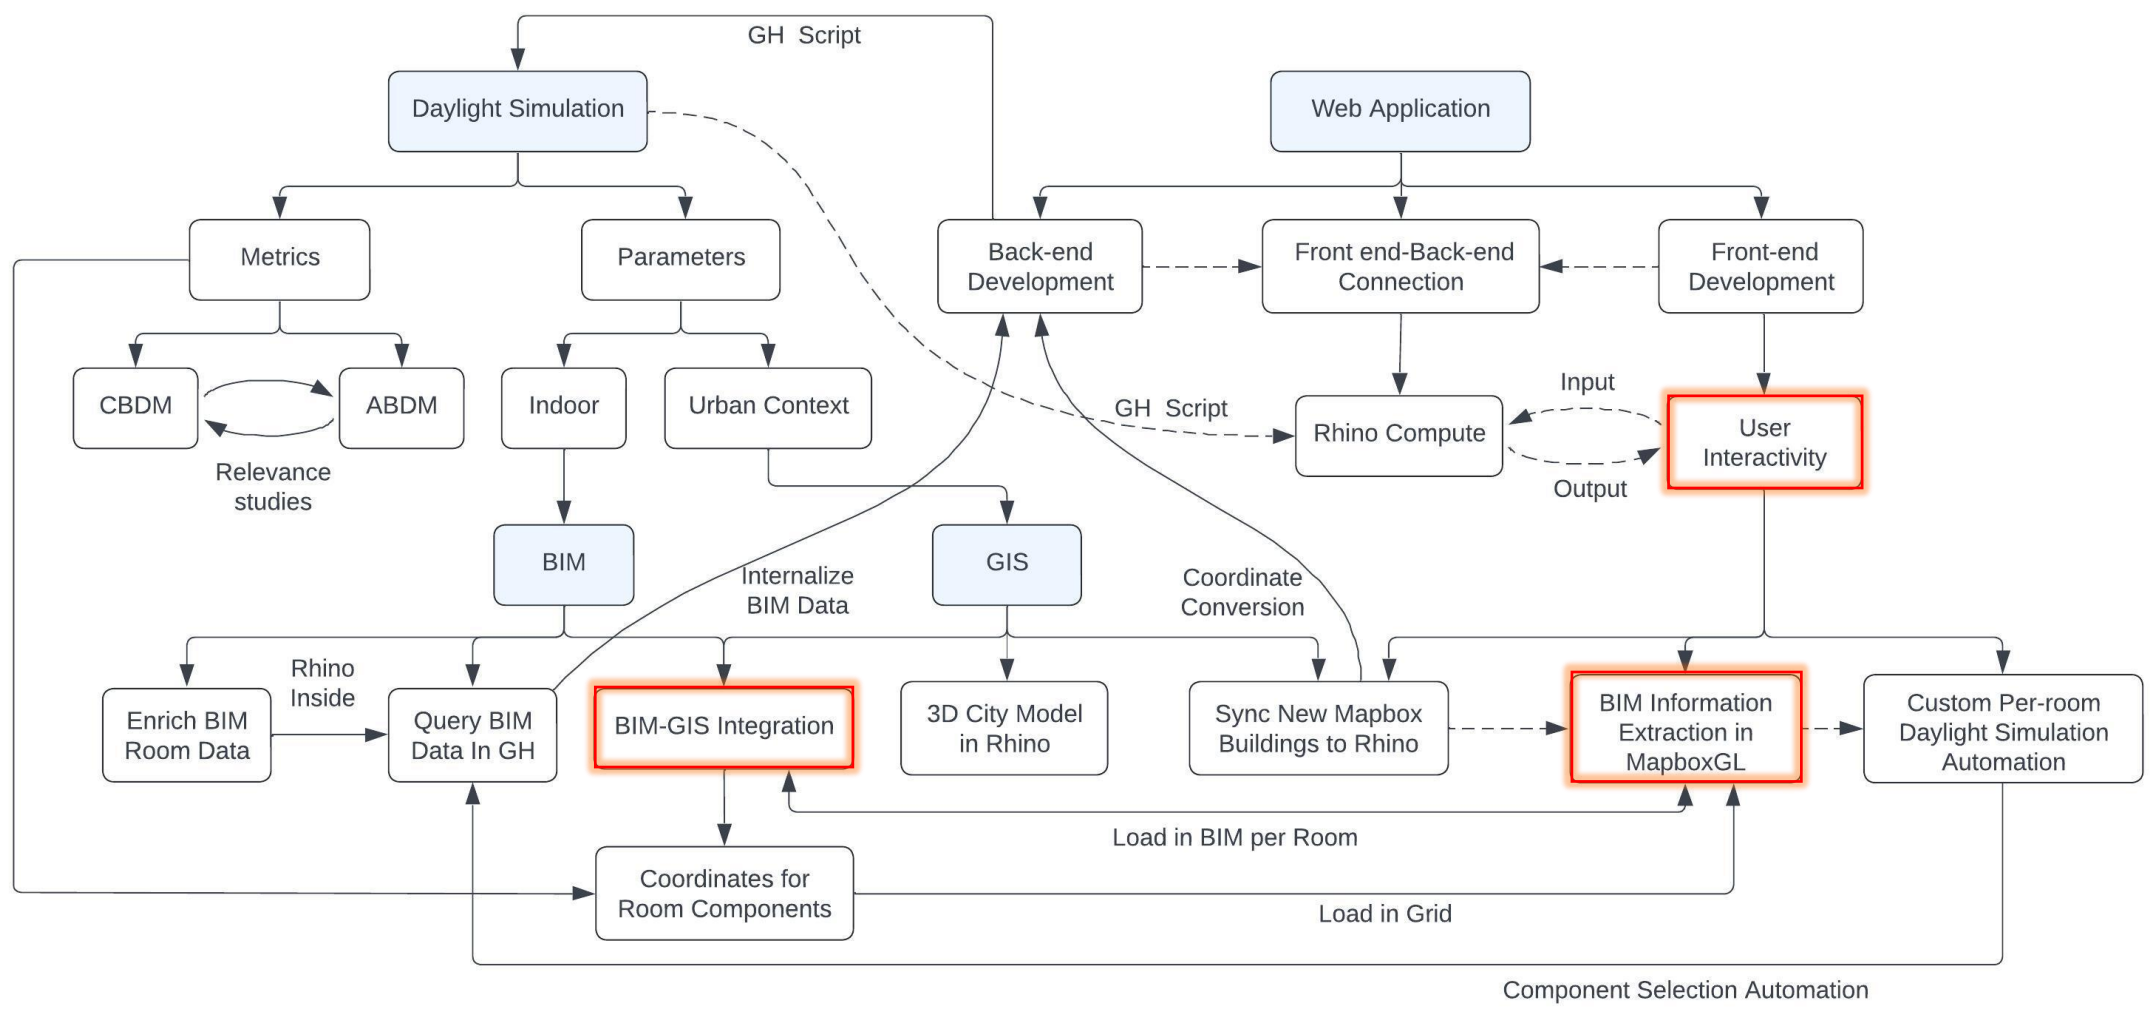 GH Script
Daylight Simulation
Web Application
Metrics
Parameters
Back-end
Development
Front end-Back-end
Connection
Front-end
Development
CBDM
ABDM
Relevance
studies
Indoor
Urban Context
GH Script
Rhino Compute
Input
Output
User
Interactivity
BIM
Internalize
BIM Data
GIS
Coordinate
Conversion
Enrich BIM
Room Data
Rhino
Inside
Query BIM
Data In GH
BIM-GIS Integration
3D City Model
in Rhino
Sync New Mapbox
Buildings to Rhino
BIM Information
Extraction in
MapboxGL
Custom Per-room
Daylight Simulation
Automation
Load in BIM per Room
Coordinates for
Room Components
Load in Grid
Component Selection Automation